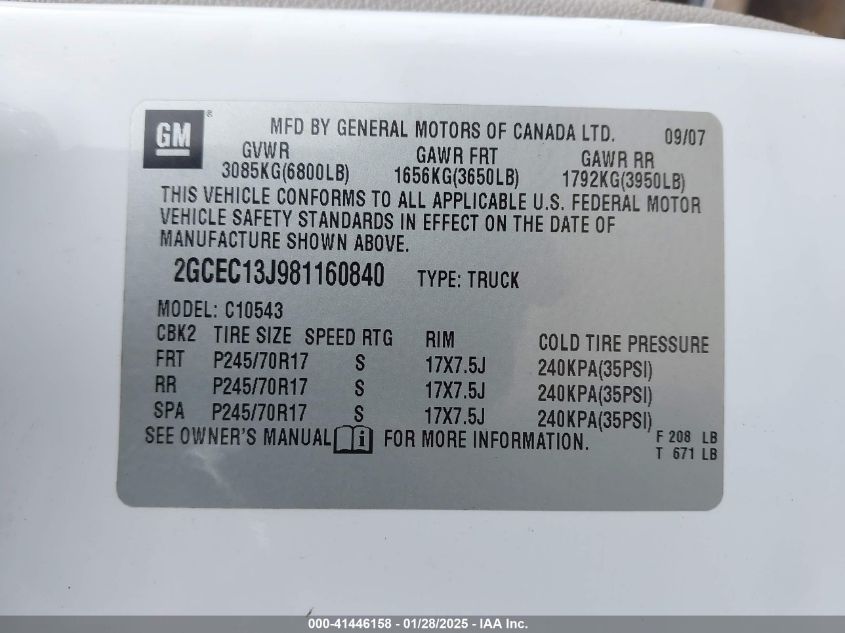 GM ®
MFD BY GENERAL MOTORS OF CANADA LTD. 09/07
GVWR GAWR FRT GAWR RR
3085KG(6800LB) 1656KG(3650LB) 1792KG(3950LB)
THIS VEHICLE CONFORMS TO ALL APPLICABLE U.S. FEDERAL MOTOR
VEHICLE SAFETY STANDARDS IN EFFECT ON THE DATE OF
MANUFACTURE SHOWN ABOVE.
2GCEC13J981160840 TYPE: TRUCK
MODEL: C10543
CBK2 TIRE SIZE SPEED RTG RIM COLD TIRE PRESSURE
FRT P245/70R17 S 17X7.5J 240KPA(35PSI)
RR P245/70R17 S 17X7.5J 240KPA(35PSI)
SPA P245/70R17 S 17X7.5J 240KPA(35PSI)
SEE OWNER'S MANUAL i FOR MORE INFORMATION. F 208 LB
T 671 LB
000-41446158 - 01/28/2025 - IAA Inc.